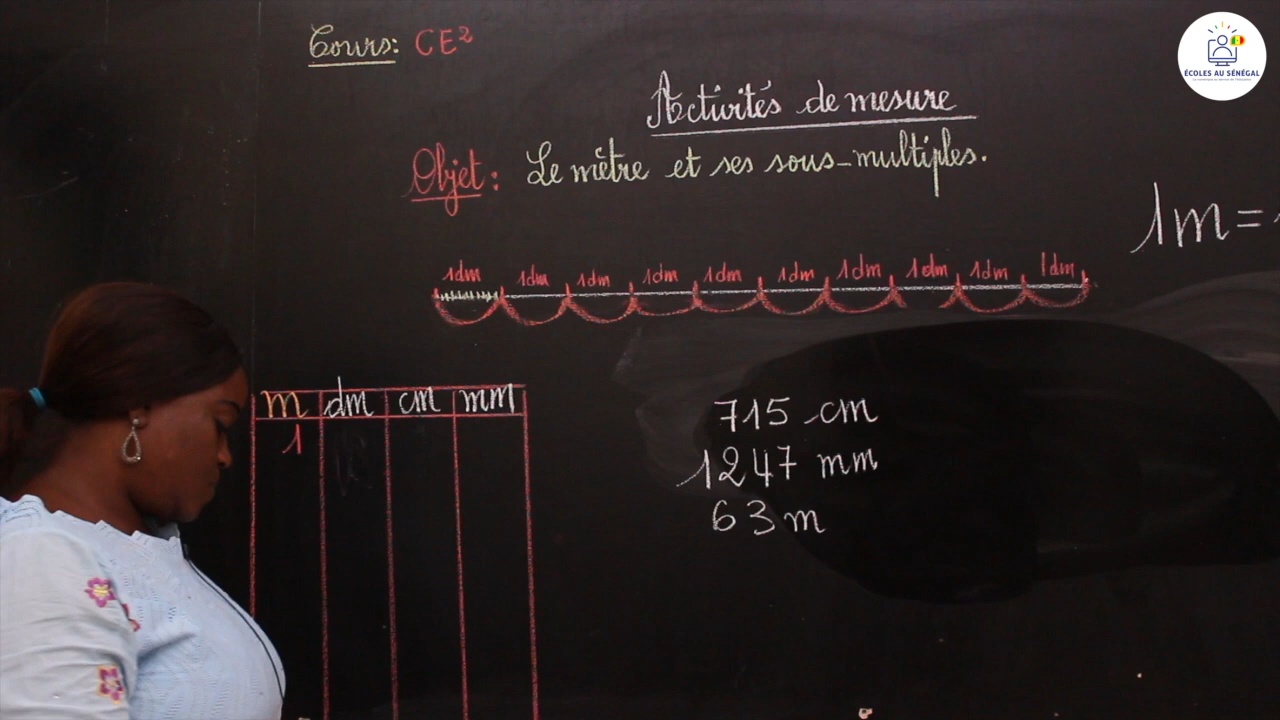 Cours: CE2
Activités de mesure
Objet: Le mètre et ses sous-multiples.
1m =
1dm 1dm 1dm 1dm 1dm 1dm 1dm 1dm 1dm 1dm
m dm cm mm
1
715 cm
1247 mm
63 m
ÉCOLES AU SÉNÉGAL